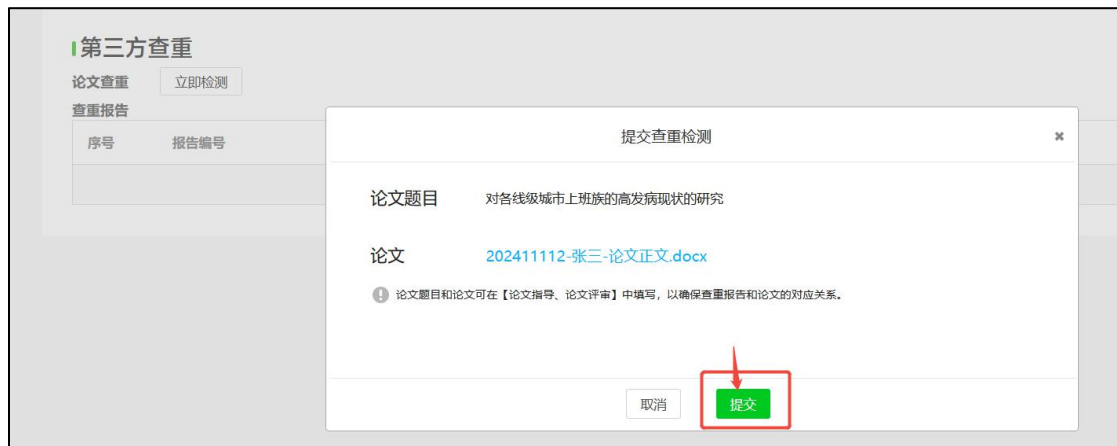 第三方查重
论文查重 立即检测
查重报告
序号 报告编号
提交查重检测
论文题目 对各线级城市上班族的高发病现状的研究
论文 202411112-张三-论文正文.docx
论文题目和论文可在【论文指导、论文评审】中填写，以确保查重报告和论文的对应关系。
取消 提交